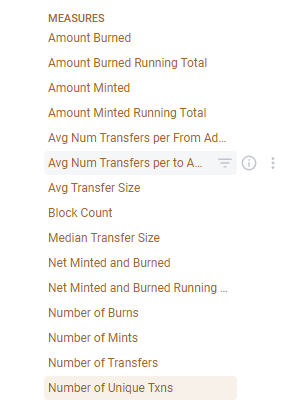 MEASURES
Amount Burned
Amount Burned Running Total
Amount Minted
Amount Minted Running Total
Avg Num Transfers per From Ad...
Avg Num Transfers per to A...
Avg Transfer Size
Block Count
Median Transfer Size
Net Minted and Burned
Net Minted and Burned Running ...
Number of Burns
Number of Mints
Number of Transfers
Number of Unique Txns